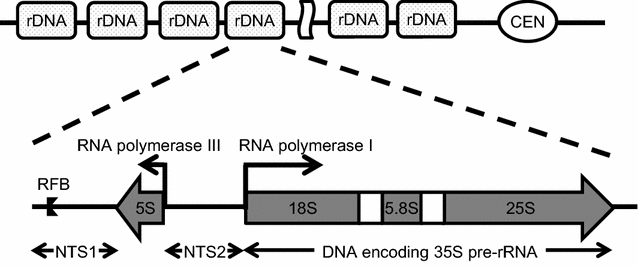 rDNA rDNA rDNA rDNA rDNA rDNA CEN
RNA polymerase III RNA polymerase I
RFB
5S 18S 5.8S 25S
NTS1 NTS2 DNA encoding 35S pre-rRNA